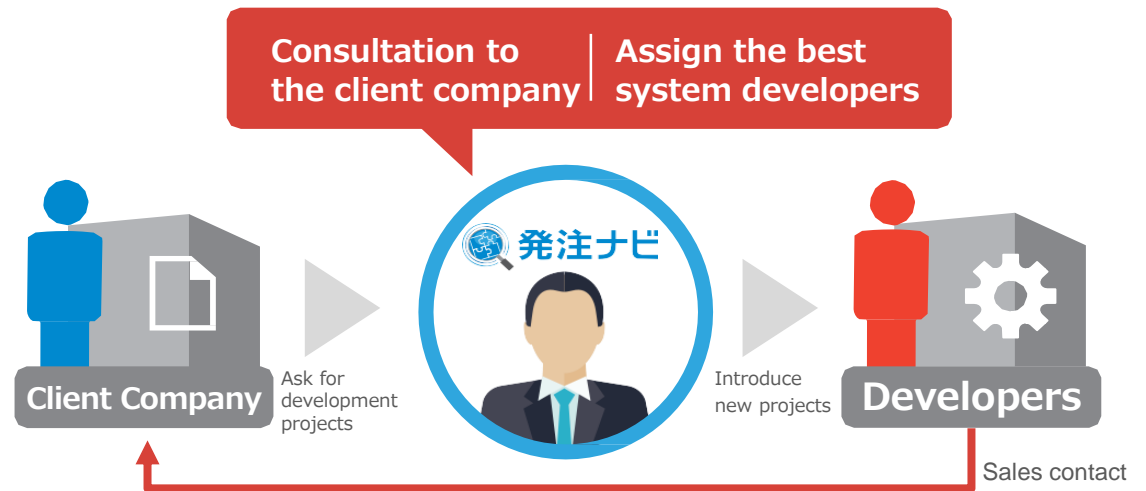 Consultation to
the client company
Assign the best
system developers
発注ナビ
Client Company
Ask for
development
projects
Introduce
new projects
Developers
Sales contact